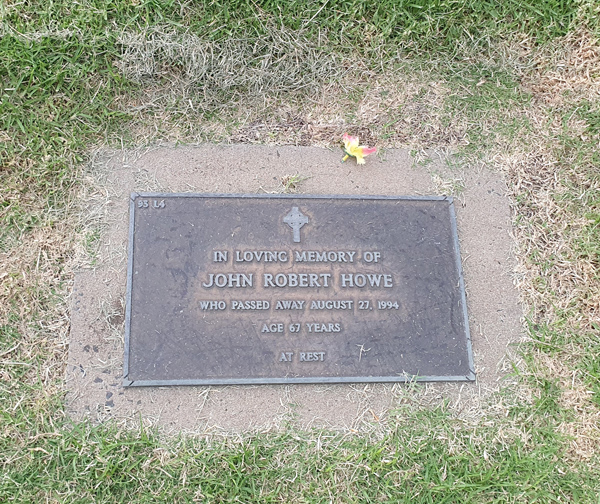 93 L4
IN LOVING MEMORY OF
JOHN ROBERT HOWE
WHO PASSED AWAY AUGUST 27, 1994
AGE 67 YEARS
AT REST